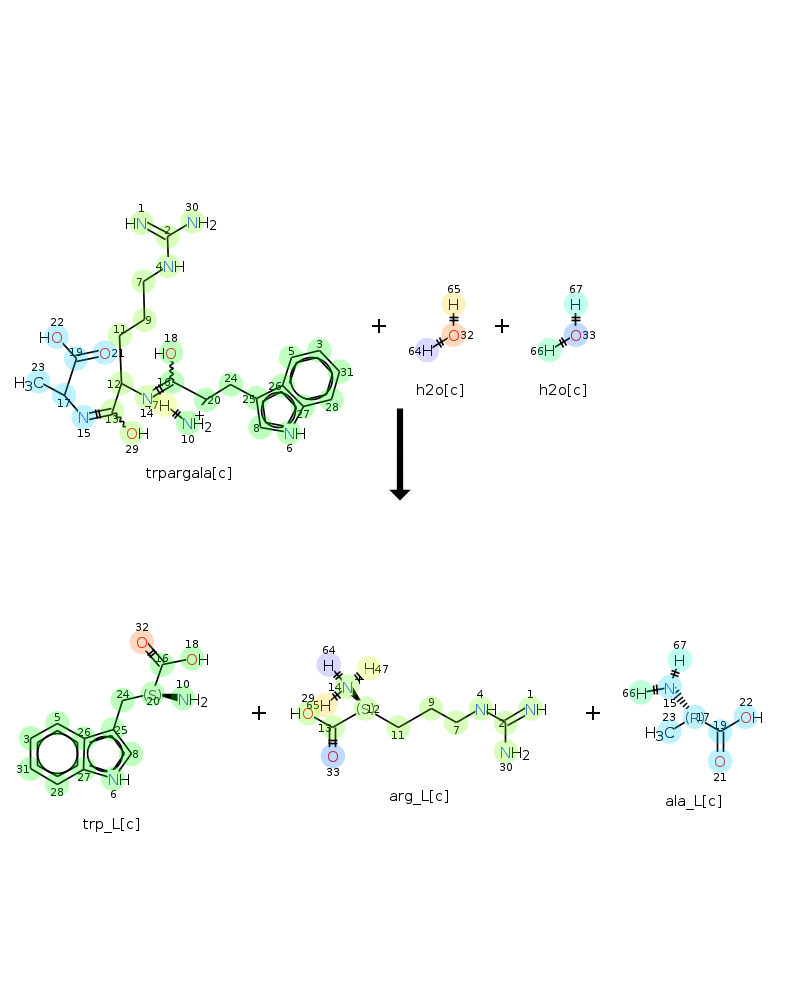 1 30
HN NH2
2
4 NH
7
9
11
22
HO
19
O 21
23
H3C
12
17
15
N
13
OH
29
14
N
18
HO
16
47
H
20
+
NH2
10
24
25
26
5
3
31
28
27
8
NH
6
trpargala[c]
+
65
H
O 32
64 H
h2o[c]
+
67
H
O 33
66 H
h2o[c]
32
O
16
18
OH
10
NH2
(S)
20
24
25
5
26
3
31
28
27
8
NH
6
trp_L[c]
+
64
H
H 47
14
N
29
HO
65 H
(S)
12
13
O
33
11
9
7
4
NH
2
1
NH
NH2
30
arg_L[c]
+
67
H
66 H
N
15
23
H3C
(R)
17
19
22
OH
O
21
ala_L[c]